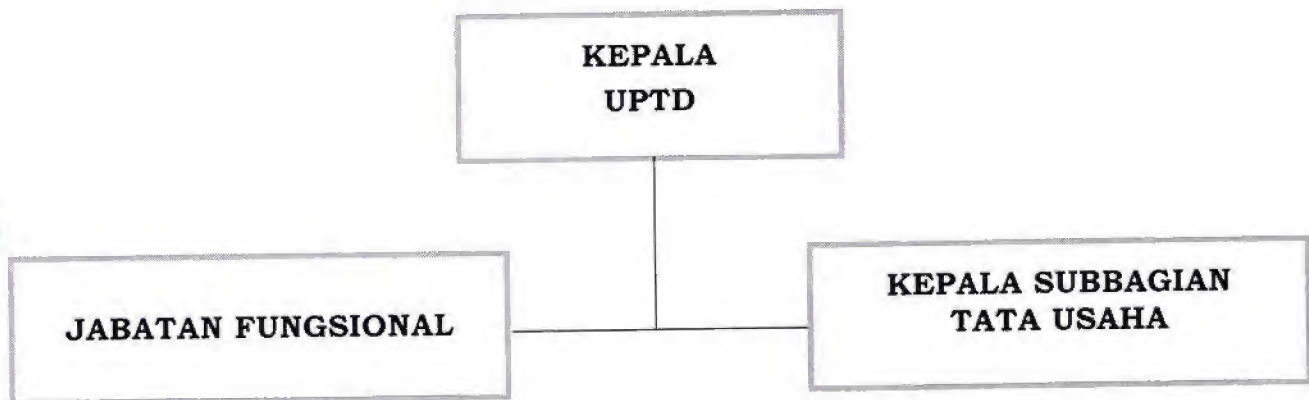 KEPALA
UPTD
JABATAN FUNGSIONAL
KEPALA SUBBAGIAN
TATA USAHA